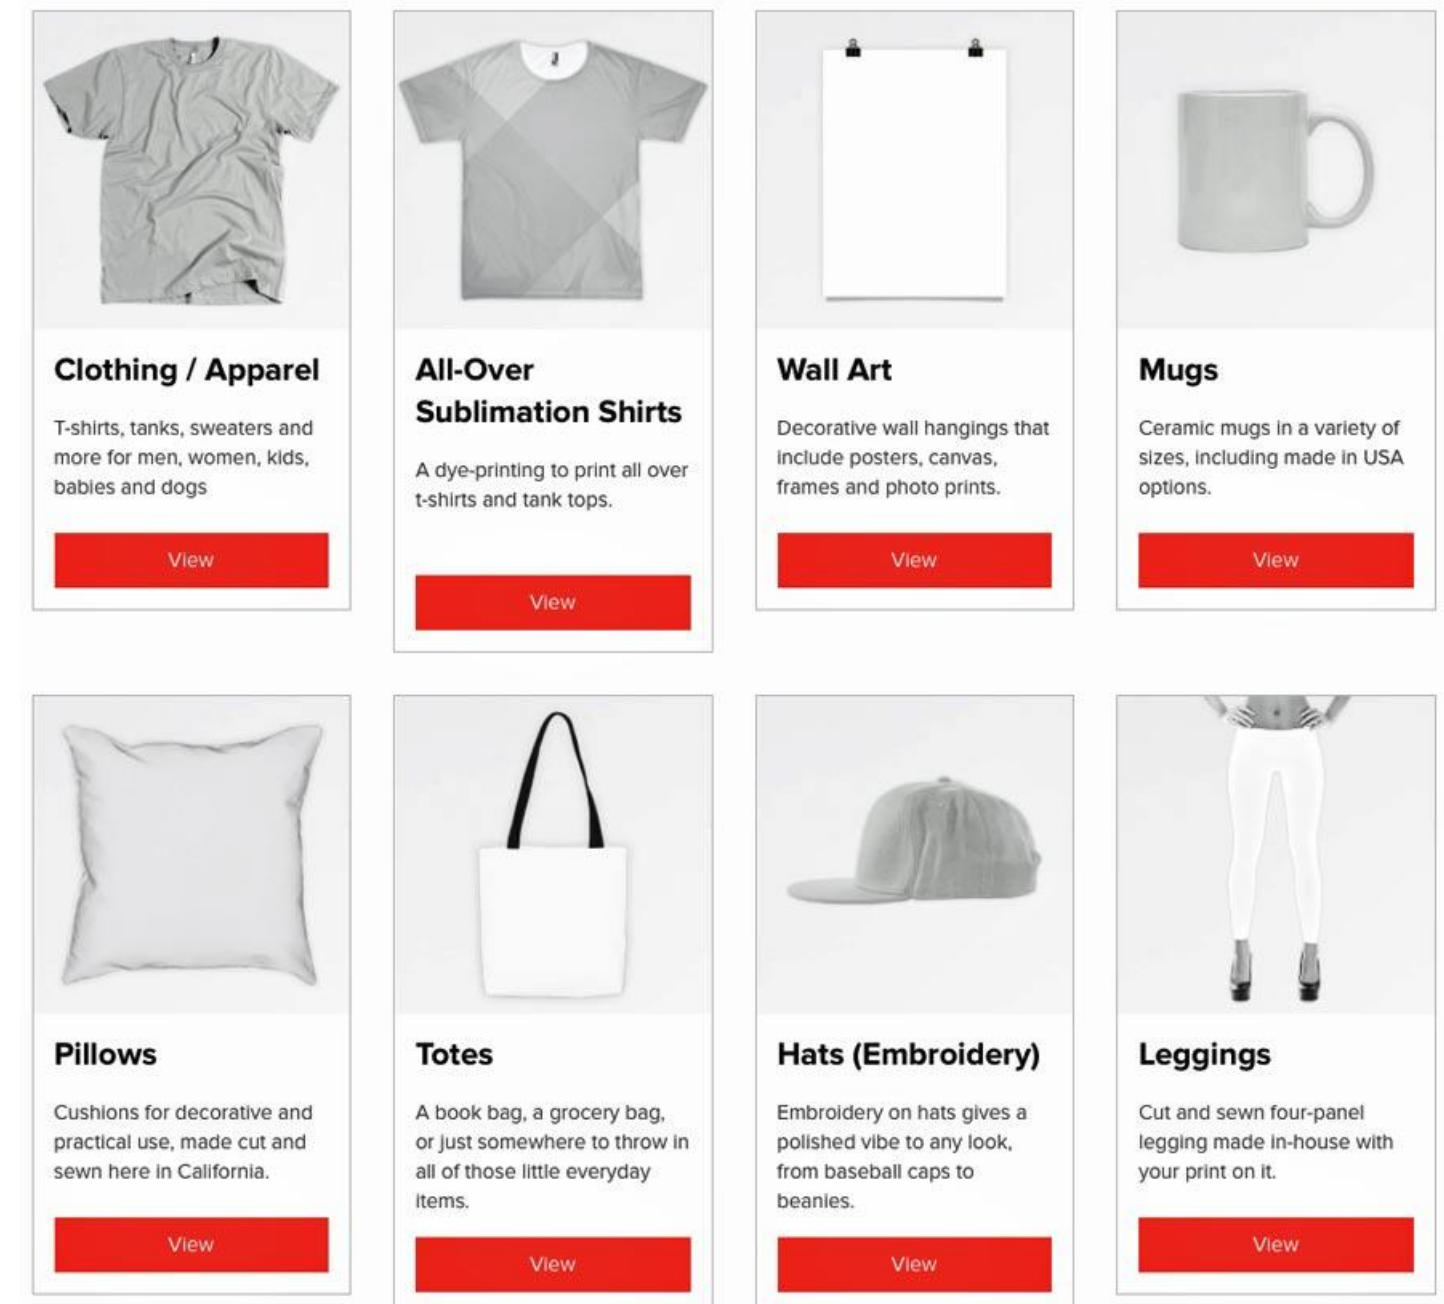 Clothing / Apparel
T-shirts, tanks, sweaters and
more for men, women, kids,
babies and dogs
View
All-Over
Sublimation Shirts
A dye-printing to print all over
t-shirts and tank tops.
View
Wall Art
Decorative wall hangings that
include posters, canvas,
frames and photo prints.
View
Mugs
Ceramic mugs in a variety of
sizes, including made in USA
options.
View
Pillows
Cushions for decorative and
practical use, made cut and
sewn here in California.
View
Totes
A book bag, a grocery bag,
or just somewhere to throw in
all of those little everyday
items.
View
Hats (Embroidery)
Embroidery on hats gives a
polished vibe to any look,
from baseball caps to
beanies.
View
Leggings
Cut and sewn four-panel
legging made in-house with
your print on it.
View